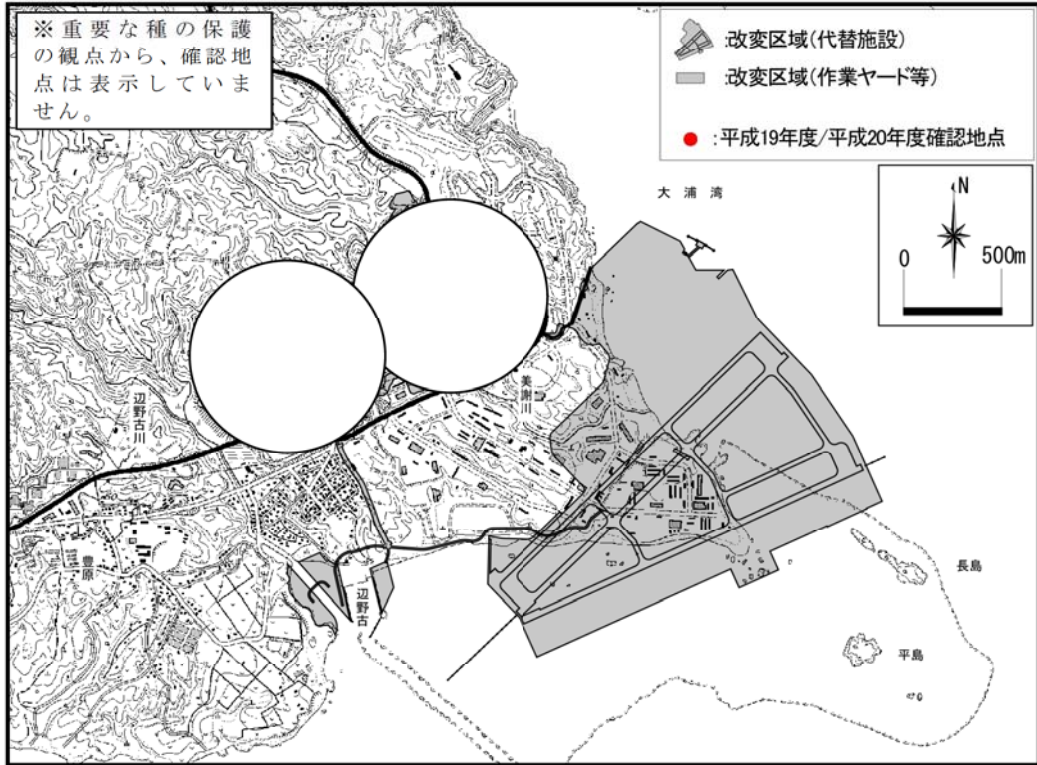 ※重要な種の保護
の観点から、確認地
点は表示していま
せん。
:改変区域(代替施設)
:改変区域(作業ヤード等)
:平成19年度/平成20年度確認地点
大浦湾
N
0 500m
美謝川
辺野古川
豊原
辺野古
長島
平島